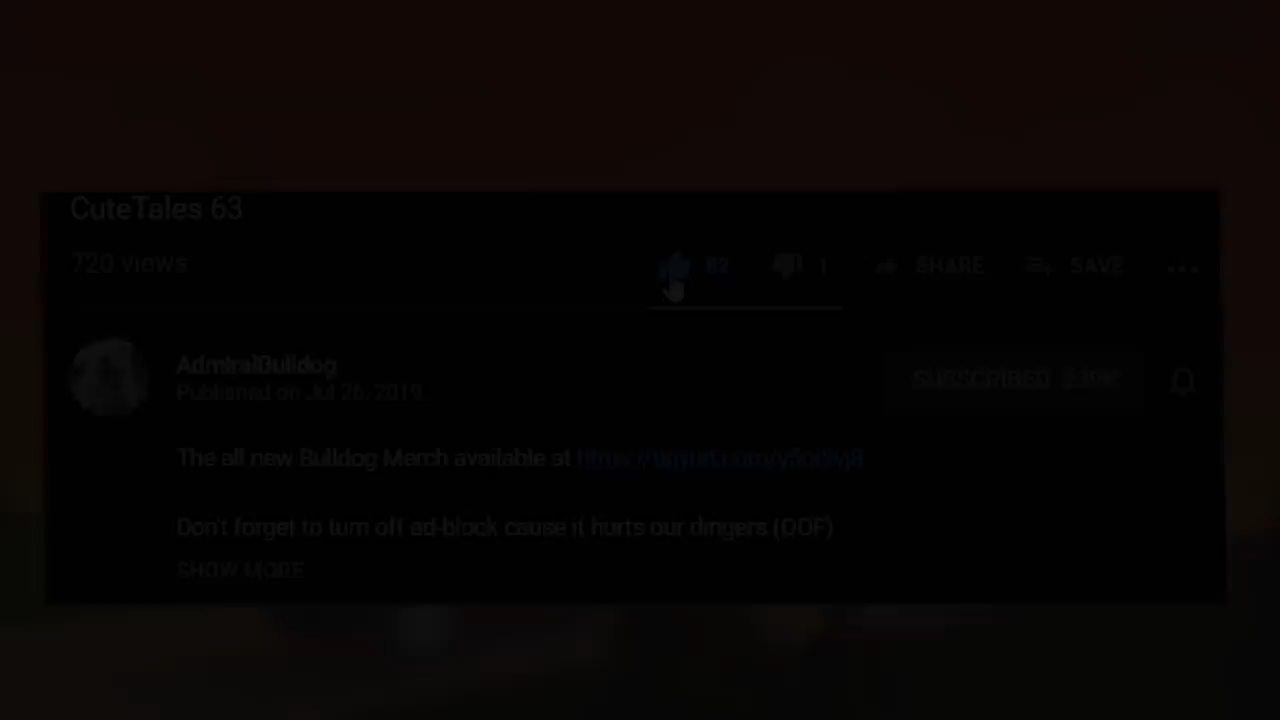 CuteTales 63
720 views
82 1 SHARE SAVE
AdmiralBulldog
SUBSCRIBED
Published on Jul 26, 2019
The all new Bulldog Merch available at
Don't forget to turn off ad-block cause it hurts our dingers (OOF)
SHOW MORE